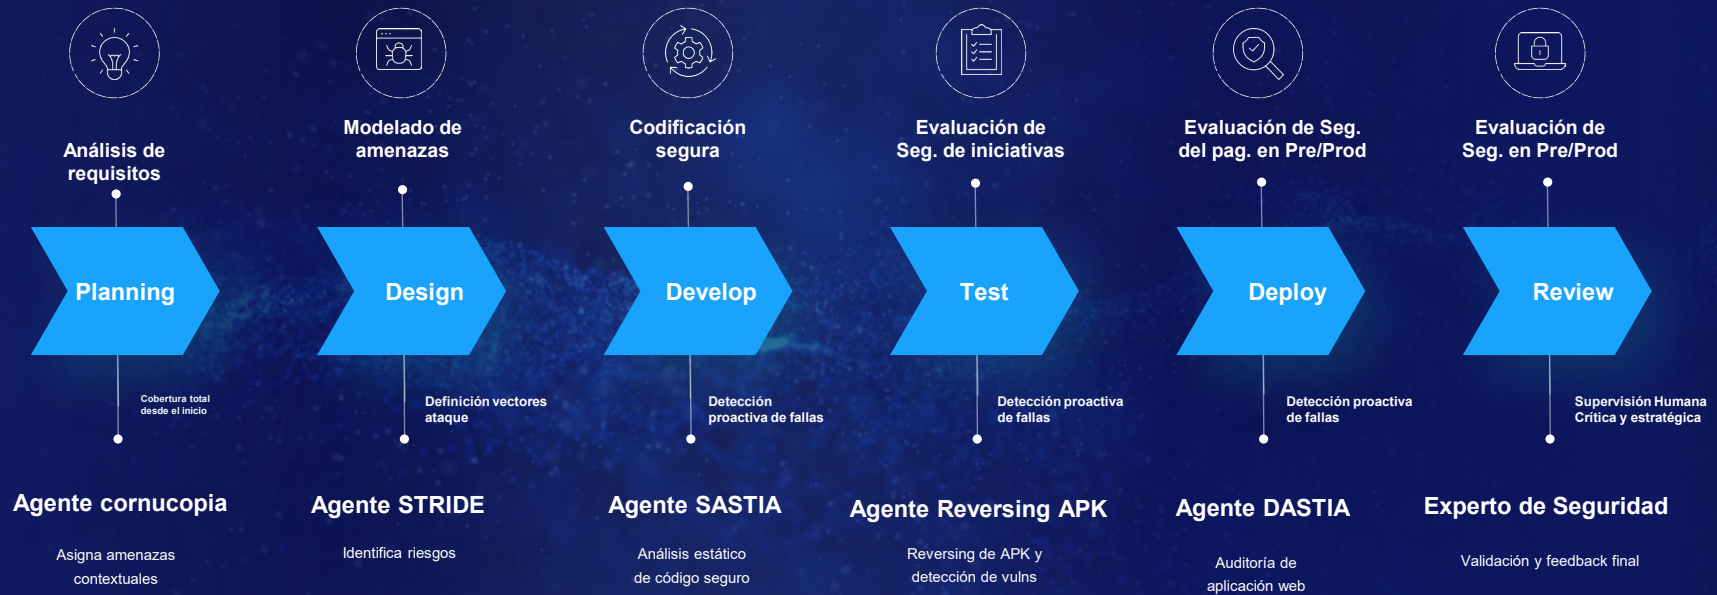 Análisis de
requisitos
Modelado de
amenazas
Codificación
segura
Evaluación de
Seg. de iniciativas
Evaluación de Seg.
del pag. en Pre/Prod
Evaluación de
Seg. en Pre/Prod
Planning
Design
Develop
Test
Deploy
Review
Cobertura total
desde el inicio
Definición vectores
ataque
Detección
proactiva de fallas
Detección proactiva
de fallas
Detección proactiva
de fallas
Supervisión Humana
Crítica y estratégica
Agente cornucopia
Agente STRIDE
Agente SASTIA
Agente Reversing APK
Agente DASTIA
Experto de Seguridad
Asigna amenazas
contextuales
Identifica riesgos
Análisis estático
de código seguro
Reversing de APK y
detección de vulns
Auditoría de
aplicación web
Validación y feedback final